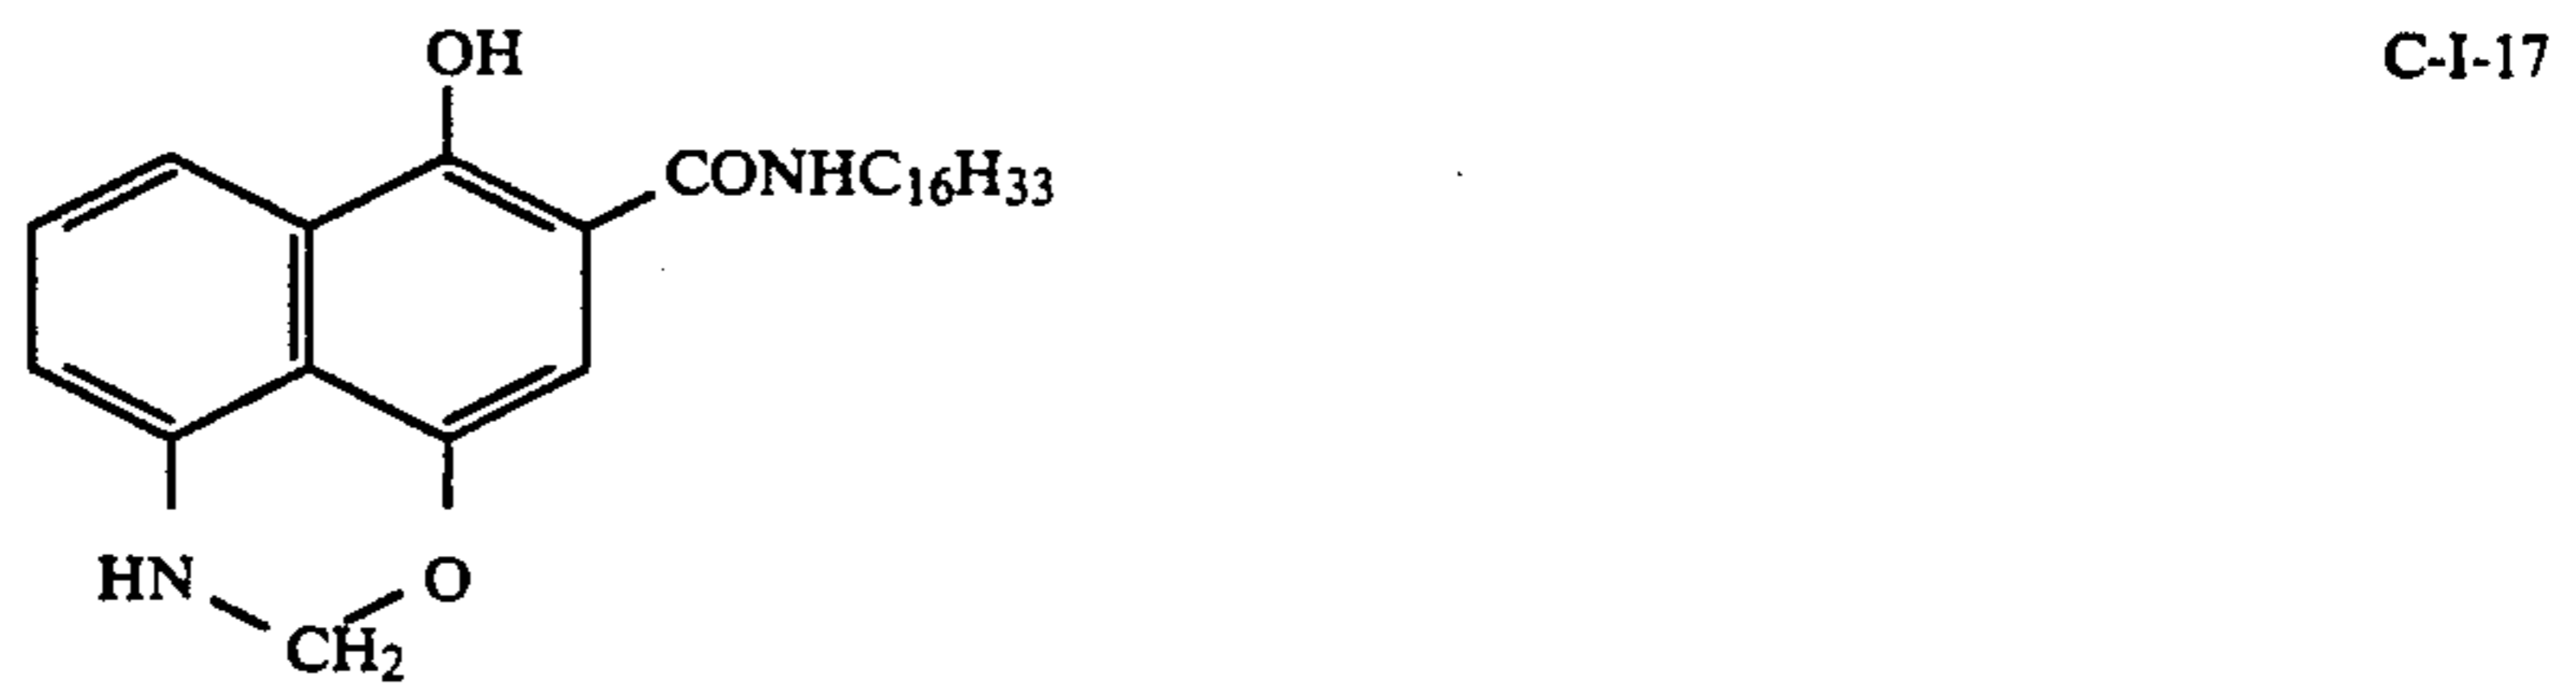 OH
C-I-17
CONHC₁₆H₃₃
HN
O
CH₂